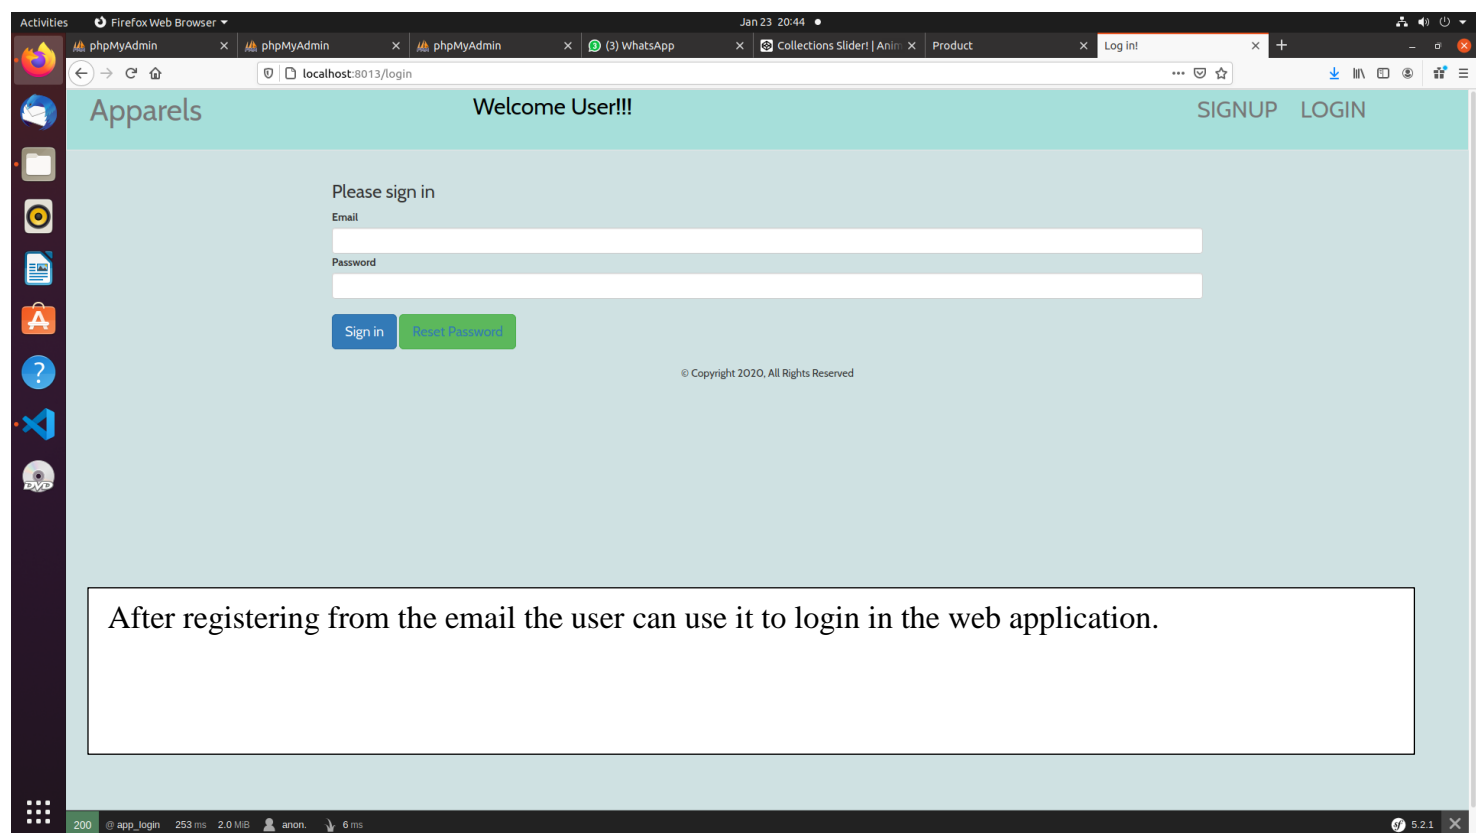 Activities Firefox Web Browser Jan 23 20:44
phpMyAdmin phpMyAdmin phpMyAdmin (3) WhatsApp Collections Slider! | Anim Product Log in!
localhost:8013/login
Apparels Welcome User!!! SIGNUP LOGIN
Please sign in
Email
Password
Sign in Reset Password
© Copyright 2020, All Rights Reserved
After registering from the email the user can use it to login in the web application.
200 @ app_login 253 ms 2.0 MiB anon. 6 ms 5.2.1